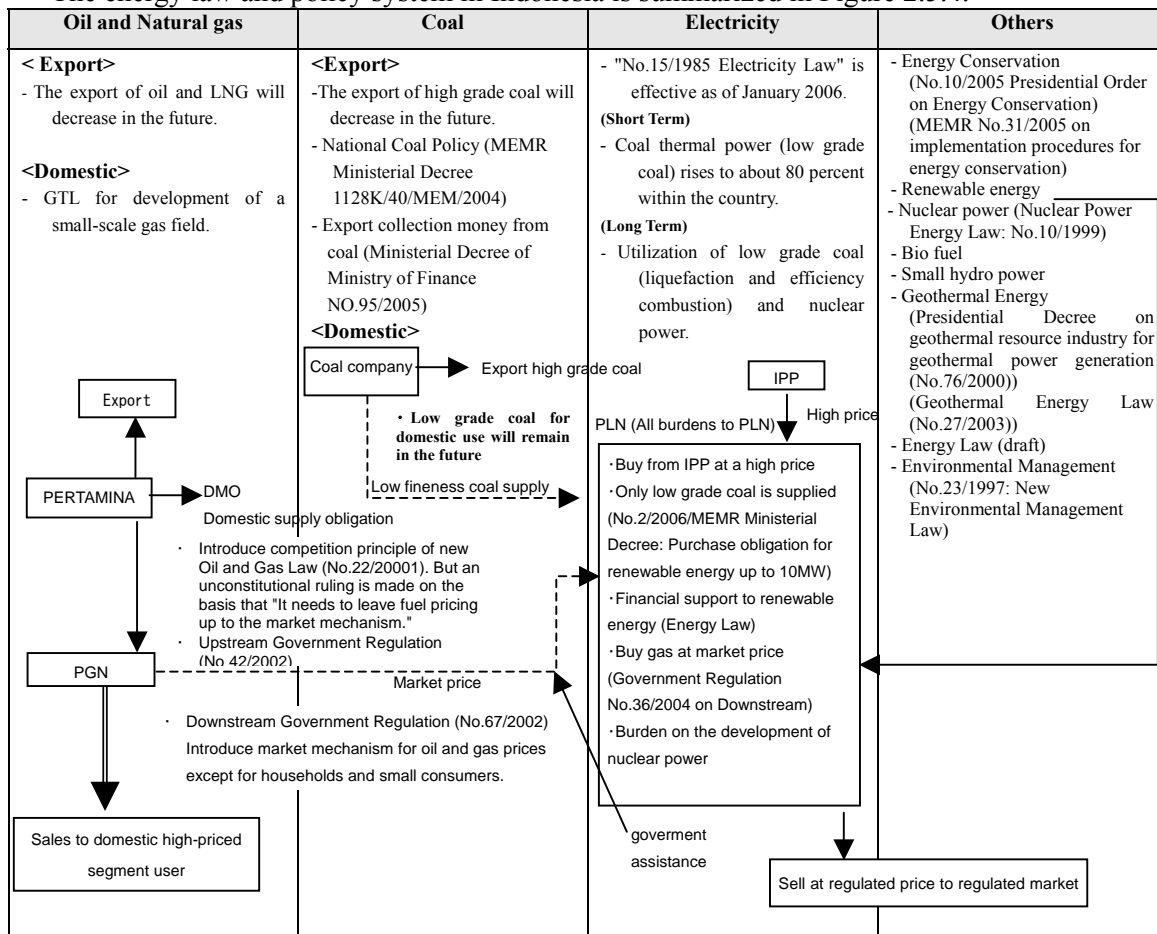 The energy law and policy system in Indonesia is summarized in Figure 2.3.4.
Oil and Natural gas
Coal
Electricity
Others
< Export>
- The export of oil and LNG will
decrease in the future.
<Domestic>
- GTL for development of a
small-scale gas field.
Export
PERTAMINA
DMO
Domestic supply obligation
・ Introduce competition principle of new
Oil and Gas Law (No.22/20001). But an
unconstitutional ruling is made on the
basis that "It needs to leave fuel pricing
up to the market mechanism."
・ Upstream Government Regulation
(No.42/2002)
PGN
Market price
・ Downstream Government Regulation (No.67/2002)
Introduce market mechanism for oil and gas prices
except for households and small consumers.
Sales to domestic high-priced
segment user
<Export>
-The export of high grade coal will
decrease in the future.
- National Coal Policy (MEMR
Ministerial Decree
1128K/40/MEM/2004)
- Export collection money from
coal (Ministerial Decree of
Ministry of Finance
NO.95/2005)
<Domestic>
Coal company
Export high grade coal
・Low grade coal for
domestic use will remain
in the future
Low fineness coal supply
- "No.15/1985 Electricity Law" is
effective as of January 2006.
(Short Term)
- Coal thermal power (low grade
coal) rises to about 80 percent
within the country.
(Long Term)
- Utilization of low grade coal
(liquefaction and efficiency
combustion) and nuclear
power.
IPP
High price
PLN (All burdens to PLN)
・Buy from IPP at a high price
・Only low grade coal is supplied
(No.2/2006/MEMR Ministerial
Decree: Purchase obligation for
renewable energy up to 10MW)
・Financial support to renewable
energy (Energy Law)
・Buy gas at market price
(Government Regulation
No.36/2004 on Downstream)
・Burden on the development of
nuclear power
goverment
assistance
Sell at regulated price to regulated market
- Energy Conservation
(No.10/2005 Presidential Order
on Energy Conservation)
(MEMR No.31/2005 on
implementation procedures for
energy conservation)
- Renewable energy
- Nuclear power (Nuclear Power
Energy Law: No.10/1999)
- Bio fuel
- Small hydro power
- Geothermal Energy
(Presidential Decree on
geothermal resource industry for
geothermal power generation
(No.76/2000))
(Geothermal Energy Law
(No.27/2003))
- Energy Law (draft)
- Environmental Management
(No.23/1997: New
Environmental Management
Law)